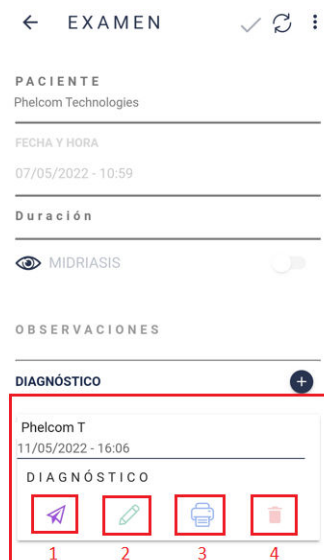 EXAMEN
PACIENTE
Phelcom Technologies
FECHA Y HORA
07/05/2022 - 10:59
Duración
MIDRIASIS
OBSERVACIONES
DIAGNÓSTICO
Phelcom T
11/05/2022 - 16:06
DIAGNÓSTICO
1 2 3 4